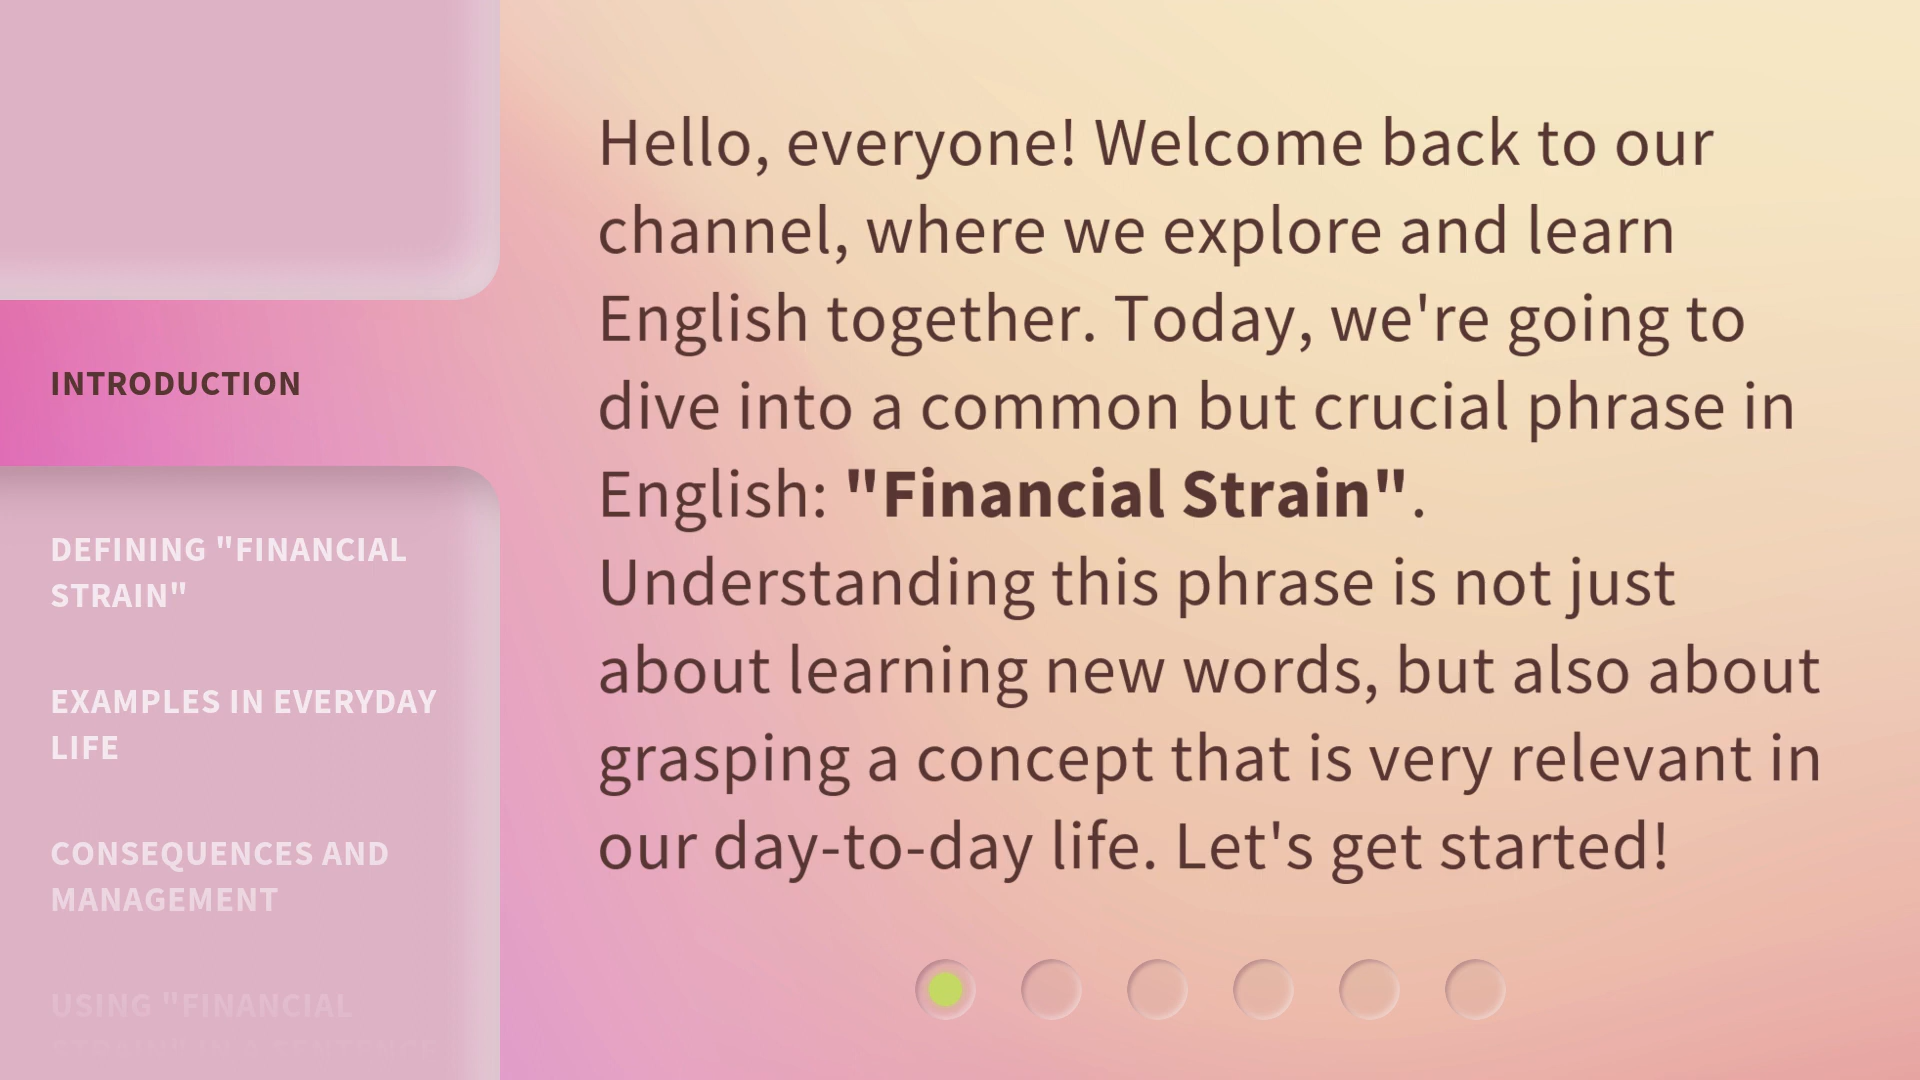 INTRODUCTION
DEFINING "FINANCIAL
STRAIN"
EXAMPLES IN EVERYDAY
LIFE
CONSEQUENCES AND
MANAGEMENT
USING "FINANCIAL
STRAIN" IN A SENTENCE
Hello, everyone! Welcome back to our
channel, where we explore and learn
English together. Today, we're going to
dive into a common but crucial phrase in
English: "Financial Strain".
Understanding this phrase is not just
about learning new words, but also about
grasping a concept that is very relevant in
our day-to-day life. Let's get started!